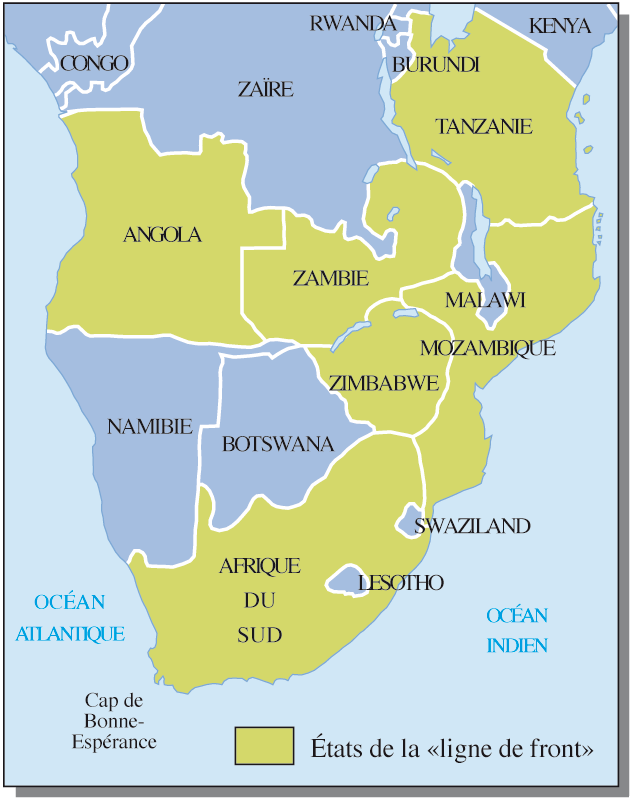 RWANDA
KENYA
CONGO
BURUNDI
ZAÏRE
TANZANIE
ANGOLA
ZAMBIE
MALAWI
MOZAMBIQUE
ZIMBABWE
NAMIBIE
BOTSWANA
SWAZILAND
AFRIQUE
DU
SUD
LESOTHO
OCÉAN
ATLANTIQUE
OCÉAN
INDIEN
Cap de
Bonne-
Espérance
États de la «ligne de front»